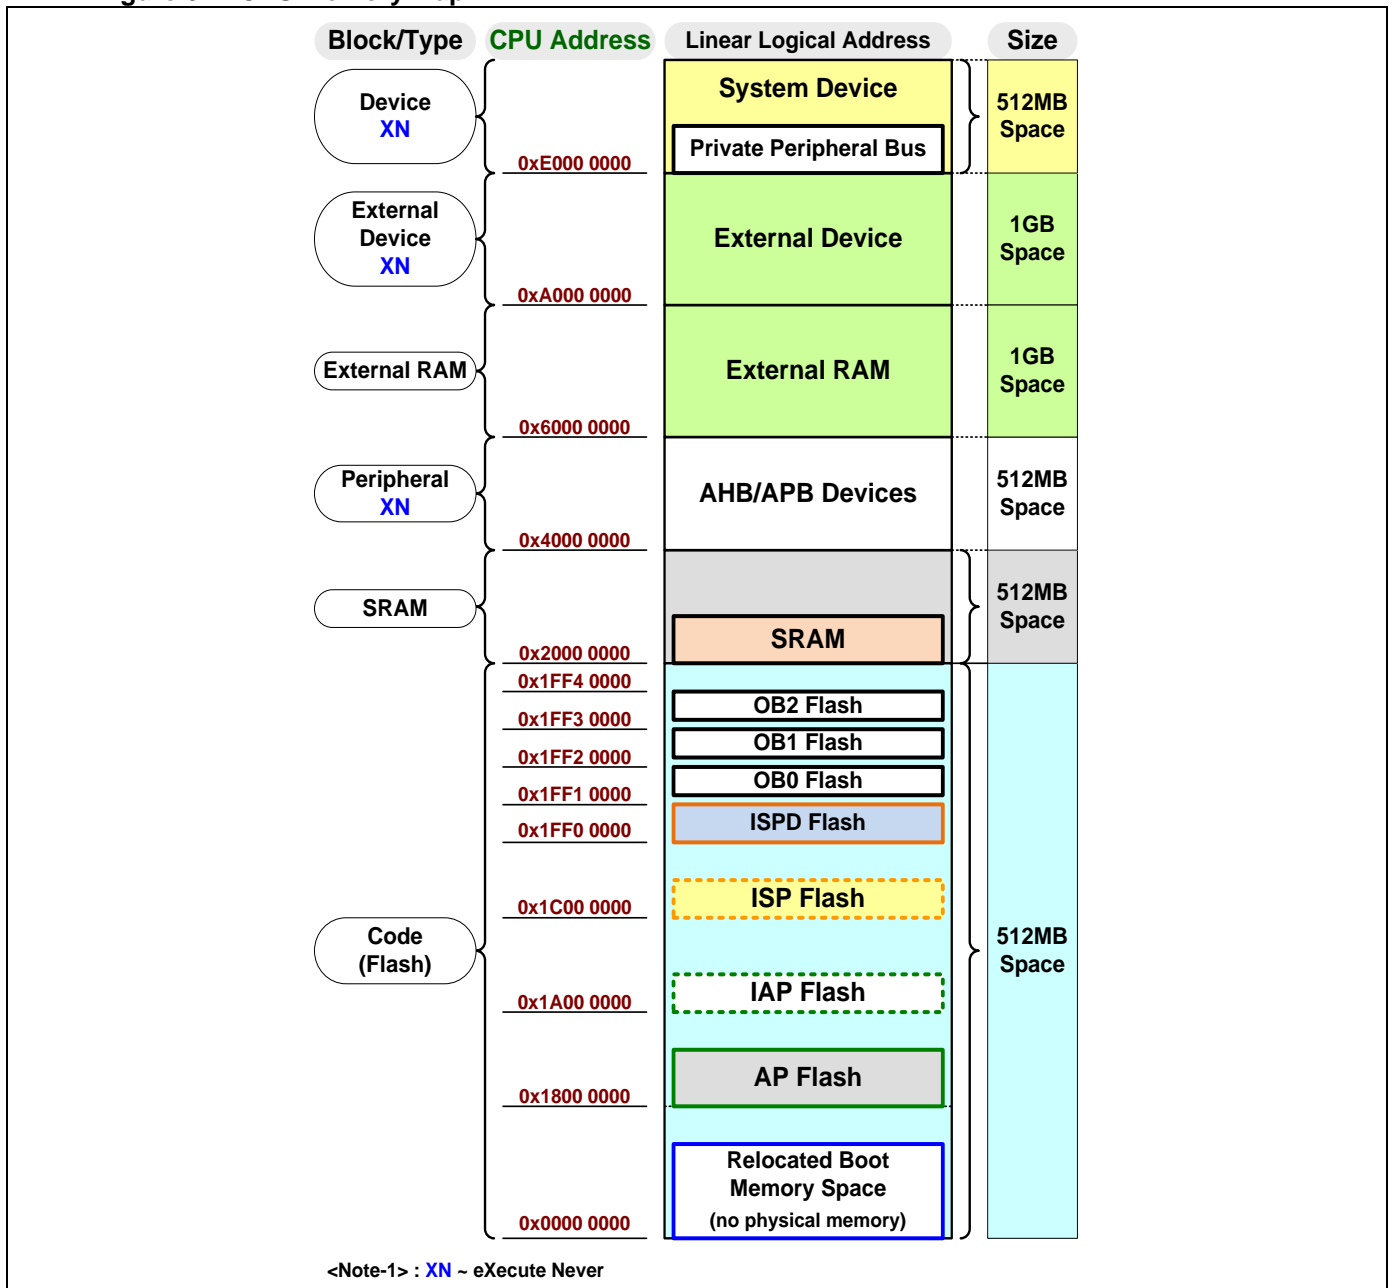 Block/Type CPU Address Linear Logical Address Size
System Device
Device
XN
512MB
Space
Private Peripheral Bus
0xE000 0000
External
Device
XN
External Device
1GB
Space
0xA000 0000
External RAM
External RAM
1GB
Space
0x6000 0000
Peripheral
XN
AHB/APB Devices
512MB
Space
0x4000 0000
SRAM
512MB
Space
SRAM
0x2000 0000
0x1FF4 0000
OB2 Flash
0x1FF3 0000
OB1 Flash
0x1FF2 0000
OB0 Flash
0x1FF1 0000
ISPD Flash
0x1FF0 0000
ISP Flash
0x1C00 0000
Code
(Flash)
512MB
Space
IAP Flash
0x1A00 0000
AP Flash
0x1800 0000
Relocated Boot
Memory Space
(no physical memory)
0x0000 0000
<Note-1> : XN ~ eXecute Never